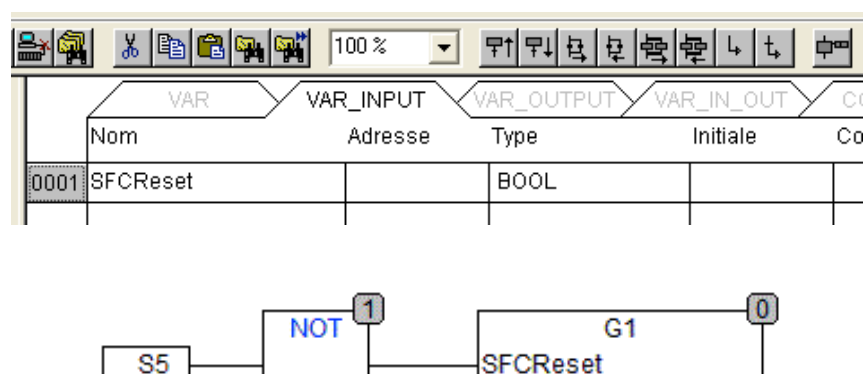 100 %
VAR VAR_INPUT VAR_OUTPUT VAR_IN_OUT
Nom Adresse Type Initiale
0001 SFCReset BOOL
1 0
NOT G1
S5 SFCReset